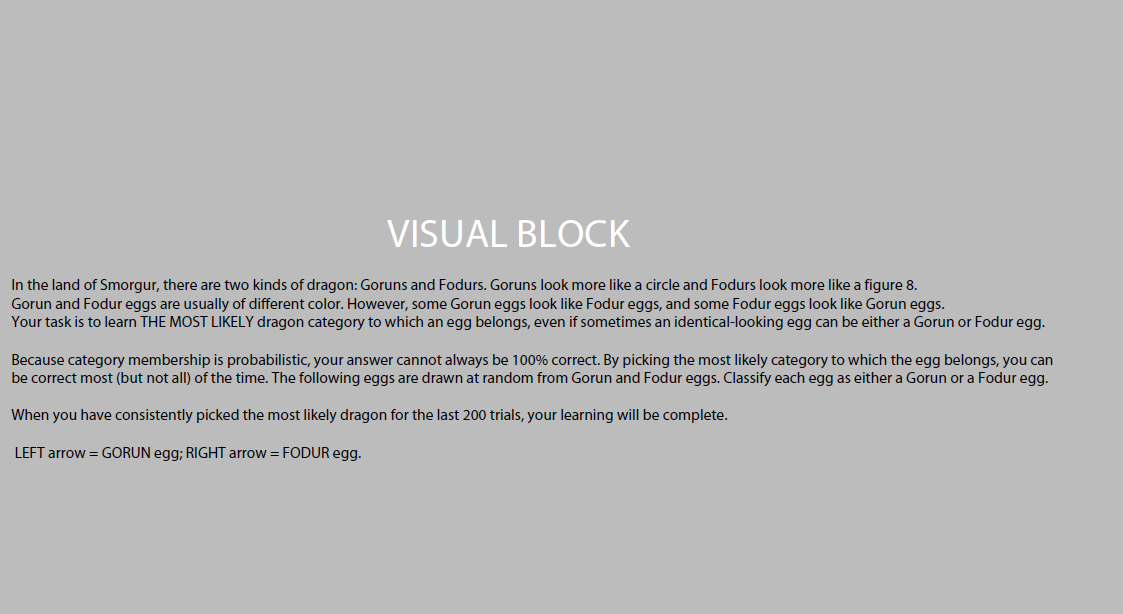 VISUAL BLOCK
In the land of Smorgur, there are two kinds of dragon: Goruns and Fodurs. Goruns look more like a circle and Fodurs look more like a figure 8.
Gorun and Fodur eggs are usually of different color. However, some Gorun eggs look like Fodur eggs, and some Fodur eggs look like Gorun eggs.
Your task is to learn THE MOST LIKELY dragon category to which an egg belongs, even if sometimes an identical-looking egg can be either a Gorun or Fodur egg.
Because category membership is probabilistic, your answer cannot always be 100% correct. By picking the most likely category to which the egg belongs, you can
be correct most (but not all) of the time. The following eggs are drawn at random from Gorun and Fodur eggs. Classify each egg as either a Gorun or a Fodur egg.
When you have consistently picked the most likely dragon for the last 200 trials, your learning will be complete.
LEFT arrow = GORUN egg; RIGHT arrow = FODUR egg.